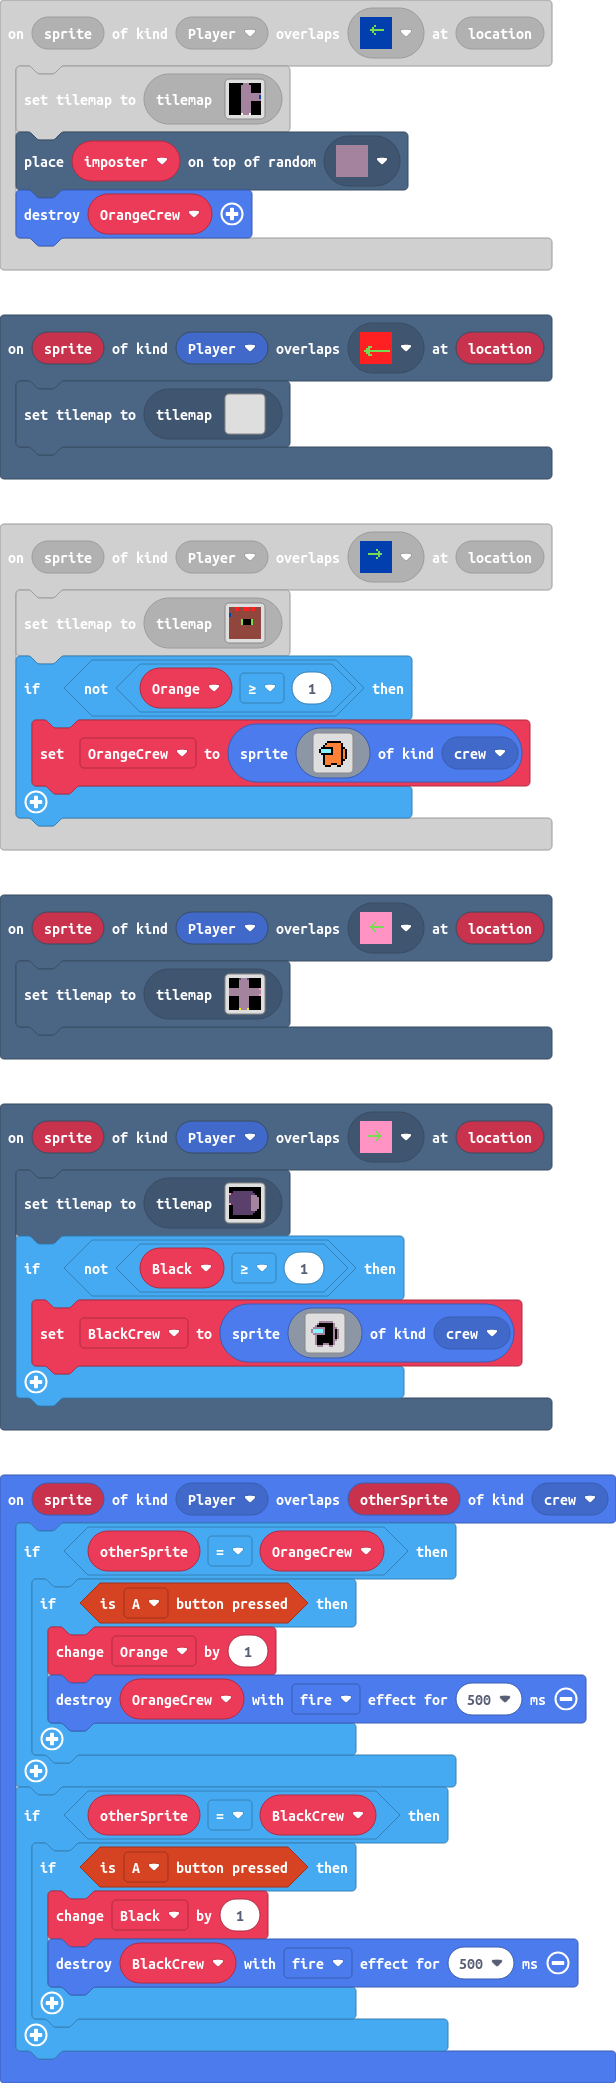 on sprite of kind Player overlaps at location
set tilemap to tilemap
place imposter on top of random
destroy OrangeCrew
on sprite of kind Player overlaps at location
set tilemap to tilemap
on sprite of kind Player overlaps at location
set tilemap to tilemap
if not Orange ≥ 1 then
set OrangeCrew to sprite of kind crew
on sprite of kind Player overlaps at location
set tilemap to tilemap
on sprite of kind Player overlaps at location
set tilemap to tilemap
if not Black ≥ 1 then
set BlackCrew to sprite of kind crew
on sprite of kind Player overlaps otherSprite of kind crew
if otherSprite = OrangeCrew then
if is A button pressed then
change Orange by 1
destroy OrangeCrew with fire effect for 500 ms
if otherSprite = BlackCrew then
if is A button pressed then
change Black by 1
destroy BlackCrew with fire effect for 500 ms